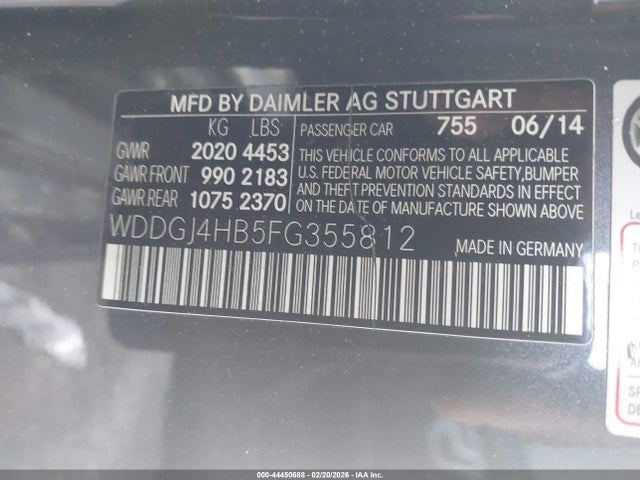 MFD BY DAIMLER AG STUTTGART
KG LBS
GVWR 2020 4453
GAWR FRONT 990 2183
GAWR REAR 1075 2370
PASSENGER CAR 755 06/14
THIS VEHICLE CONFORMS TO ALL APPLICABLE
U.S. FEDERAL MOTOR VEHICLE SAFETY,BUMPER
AND THEFT PREVENTION STANDARDS IN EFFECT
ON THE DATE OF MANUFACTURE SHOWN ABOVE
WDDGJ4HB5FG355812
MADE IN GERMANY
000-44450688 - 02/20/2026 - IAA Inc.